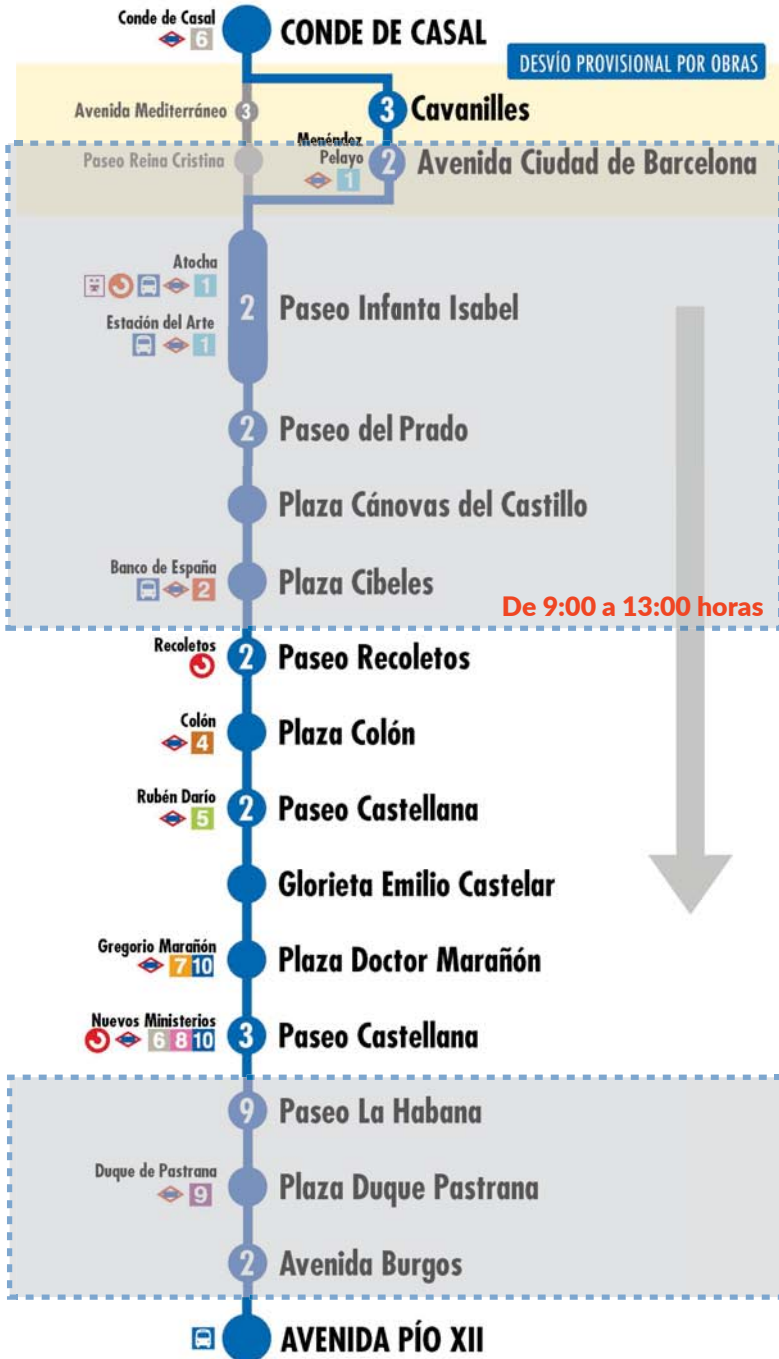 Conde de Casal
6
CONDE DE CASAL
DESVÍO PROVISIONAL POR OBRAS
Avenida Mediterráneo
3
3
Cavanilles
Paseo Reina Cristina
Menéndez
Pelayo
1
2
Avenida Ciudad de Barcelona
Atocha
1
Estación del Arte
1
2
Paseo Infanta Isabel
2
Paseo del Prado
Plaza Cánovas del Castillo
Banco de España
2
Plaza Cibeles
De 9:00 a 13:00 horas
Recoletos
2
Paseo Recoletos
Colón
4
Plaza Colón
Rubén Darío
5
2
Paseo Castellana
Glorieta Emilio Castelar
Gregorio Marañón
7 10
Plaza Doctor Marañón
Nuevos Ministerios
6 8 10
3
Paseo Castellana
9
Paseo La Habana
Duque de Pastrana
9
Plaza Duque Pastrana
2
Avenida Burgos
AVENIDA PÍO XII